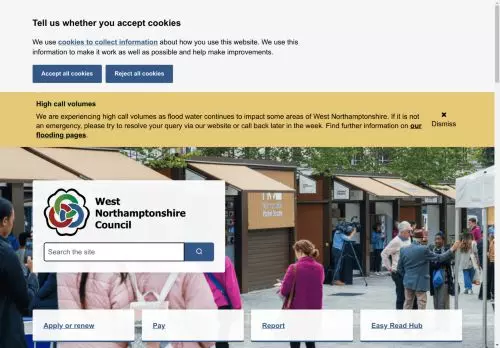 Tell us whether you accept cookies
We use cookies to collect information about how you use this website. We use this
information to make it work as well as possible and help make improvements.
Accept all cookies
Reject all cookies
High call volumes
We are experiencing high call volumes as flood water continues to impact some areas of West Northamptonshire. If it is not
an emergency, please try to resolve your query via our website or call back later in the week. Find further information on our
flooding pages.
✖
Dismiss
West
Northamptonshire
Council
Search the site
Apply or renew
Pay
Report
Easy Read Hub